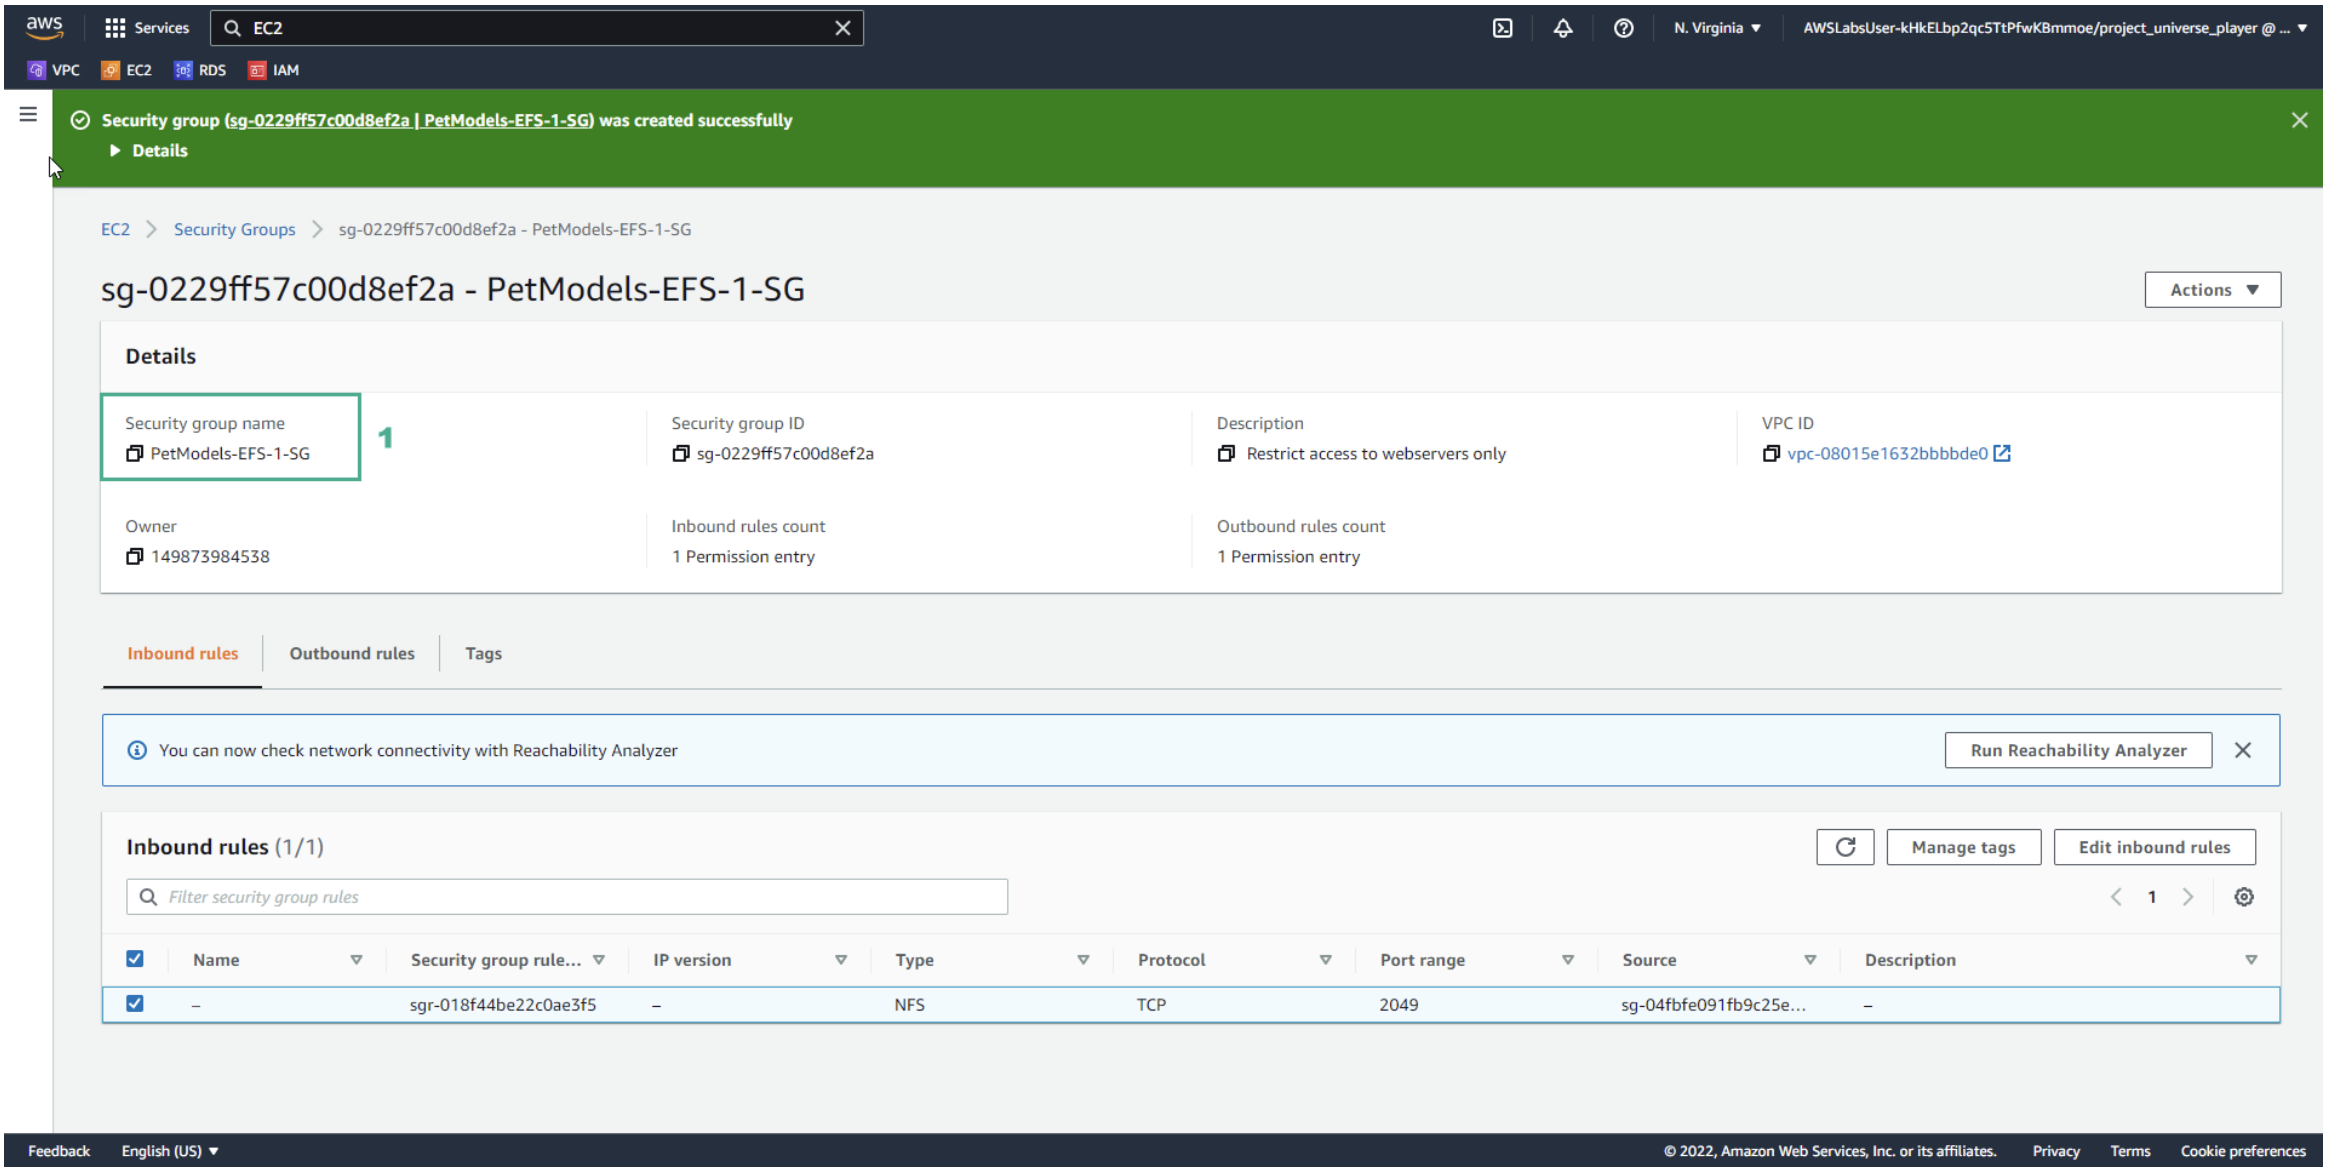 aws Services EC2 N. Virginia ▼ AWSLabsUser-kHkELbp2qc5TtPfwKBmmoe/project_universe_player @ ... ▼
VPC EC2 RDS IAM
Security group (sg-0229ff57c00d8ef2a | PetModels-EFS-1-SG) was created successfully
Details
EC2 Security Groups sg-0229ff57c00d8ef2a - PetModels-EFS-1-SG
sg-0229ff57c00d8ef2a - PetModels-EFS-1-SG Actions ▼
Details
Security group name Security group ID Description VPC ID
PetModels-EFS-1-SG 1 sg-0229ff57c00d8ef2a Restrict access to webservers only vpc-08015e1632bbbbde0
Owner Inbound rules count Outbound rules count
149873984538 1 Permission entry 1 Permission entry
Inbound rules Outbound rules Tags
You can now check network connectivity with Reachability Analyzer Run Reachability Analyzer
Inbound rules (1/1) Manage tags Edit inbound rules
Filter security group rules 1
Name Security group rule... IP version Type Protocol Port range Source Description
– sgr-018f44be22c0ae3f5 – NFS TCP 2049 sg-04fbfe091fb9c25e... –
Feedback English (US) ▼ © 2022, Amazon Web Services, Inc. or its affiliates. Privacy Terms Cookie preferences